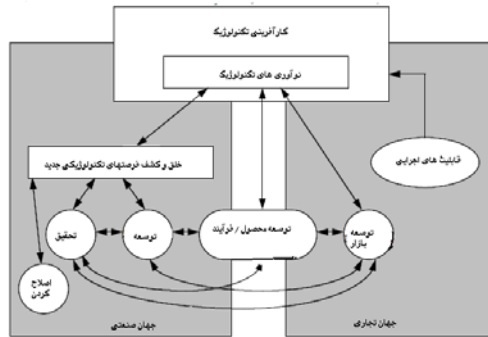 کارآفرینی تکنولوژیک
نوآوری های تکنولوژیک
خلق و کشف فرصتهای تکنولوژیکی جدید
قابلیت های اجرایی
تحقیق
توسعه
توسعه محصول / فرآیند
توسعه
بازار
اصلاح
کردن
جهان صنعتی
جهان تجاری